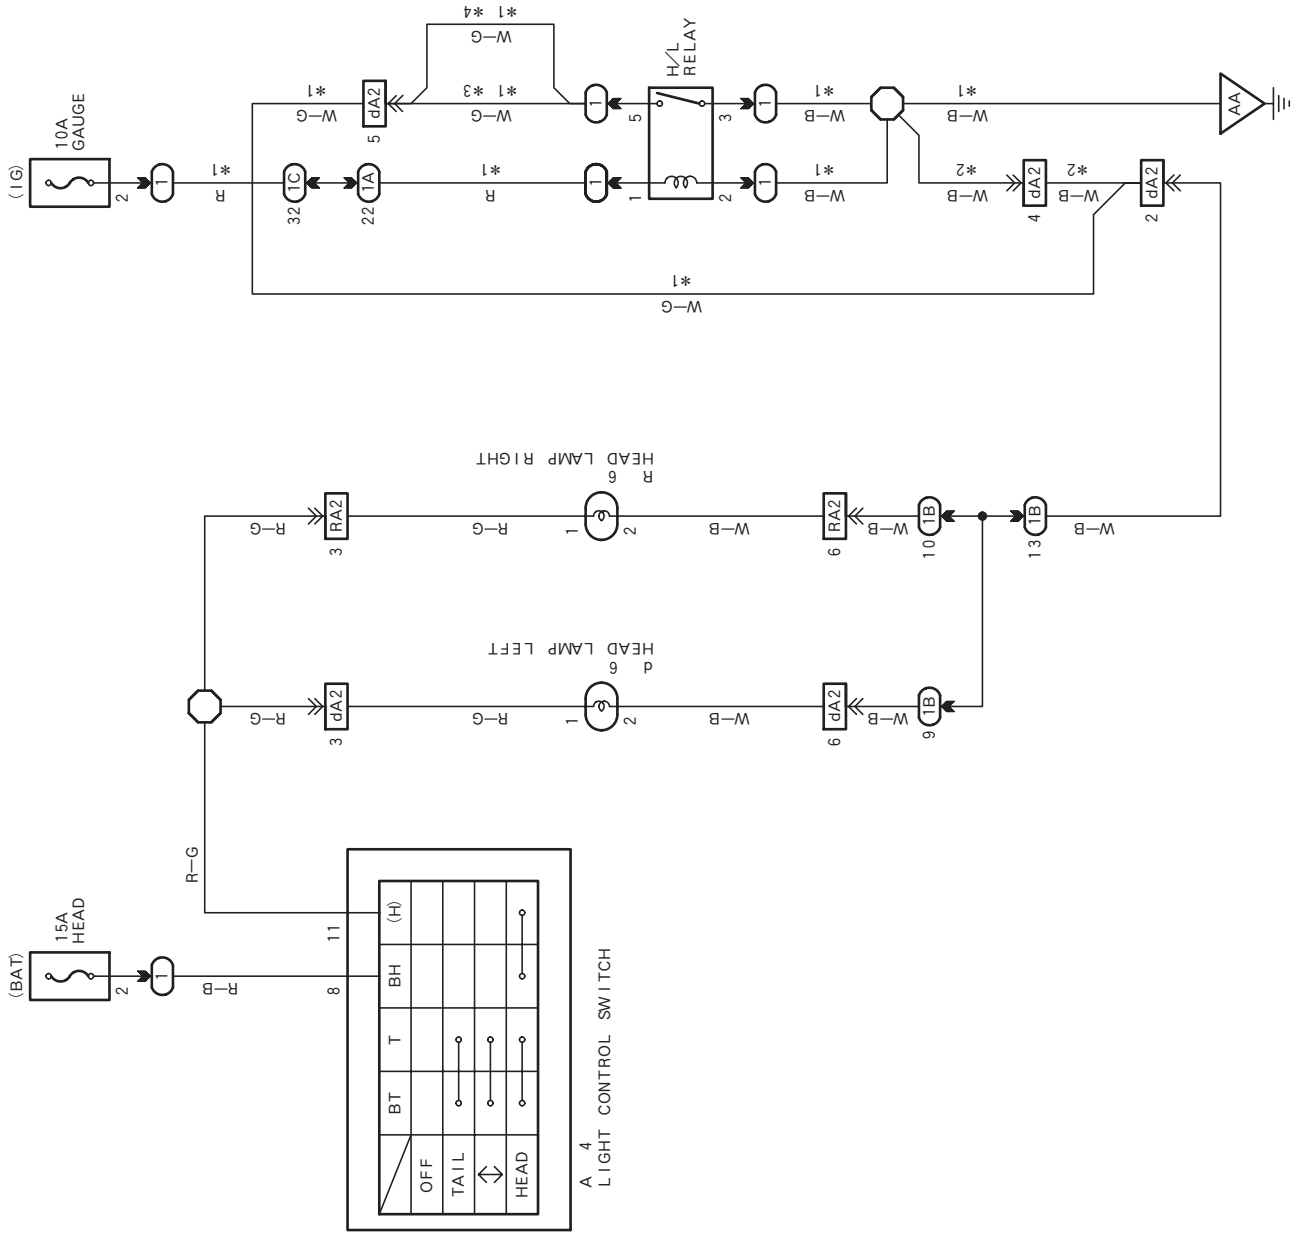 (IG)
10A
GAUGE
2
1
R
*1
32
1C
1A
22
R
*1
1
1
W-G
*1
dA2
5
W-G
*1 *3
W-G
*1 *4
1
5
H/L
RELAY
3
1
2
1
W-B
*1
W-B
*1
W-B
*1
AA
W-B
*2
4
dA2
W-B
*2
2
dA2
W-G
*1
R-G
3
RA2
R-G
1
2
HEAD LAMP RIGHT
R 6
W-B
6
RA2
W-B
10
1B
13
1B
W-B
R-G
3
dA2
R-G
1
2
HEAD LAMP LEFT
d 6
W-B
6
dA2
W-B
9
1B
R-G
(BAT)
15A
HEAD
2
1
R-B
8
11
BT T BH (H)
OFF
TAIL
HEAD
A 4
LIGHT CONTROL SWITCH